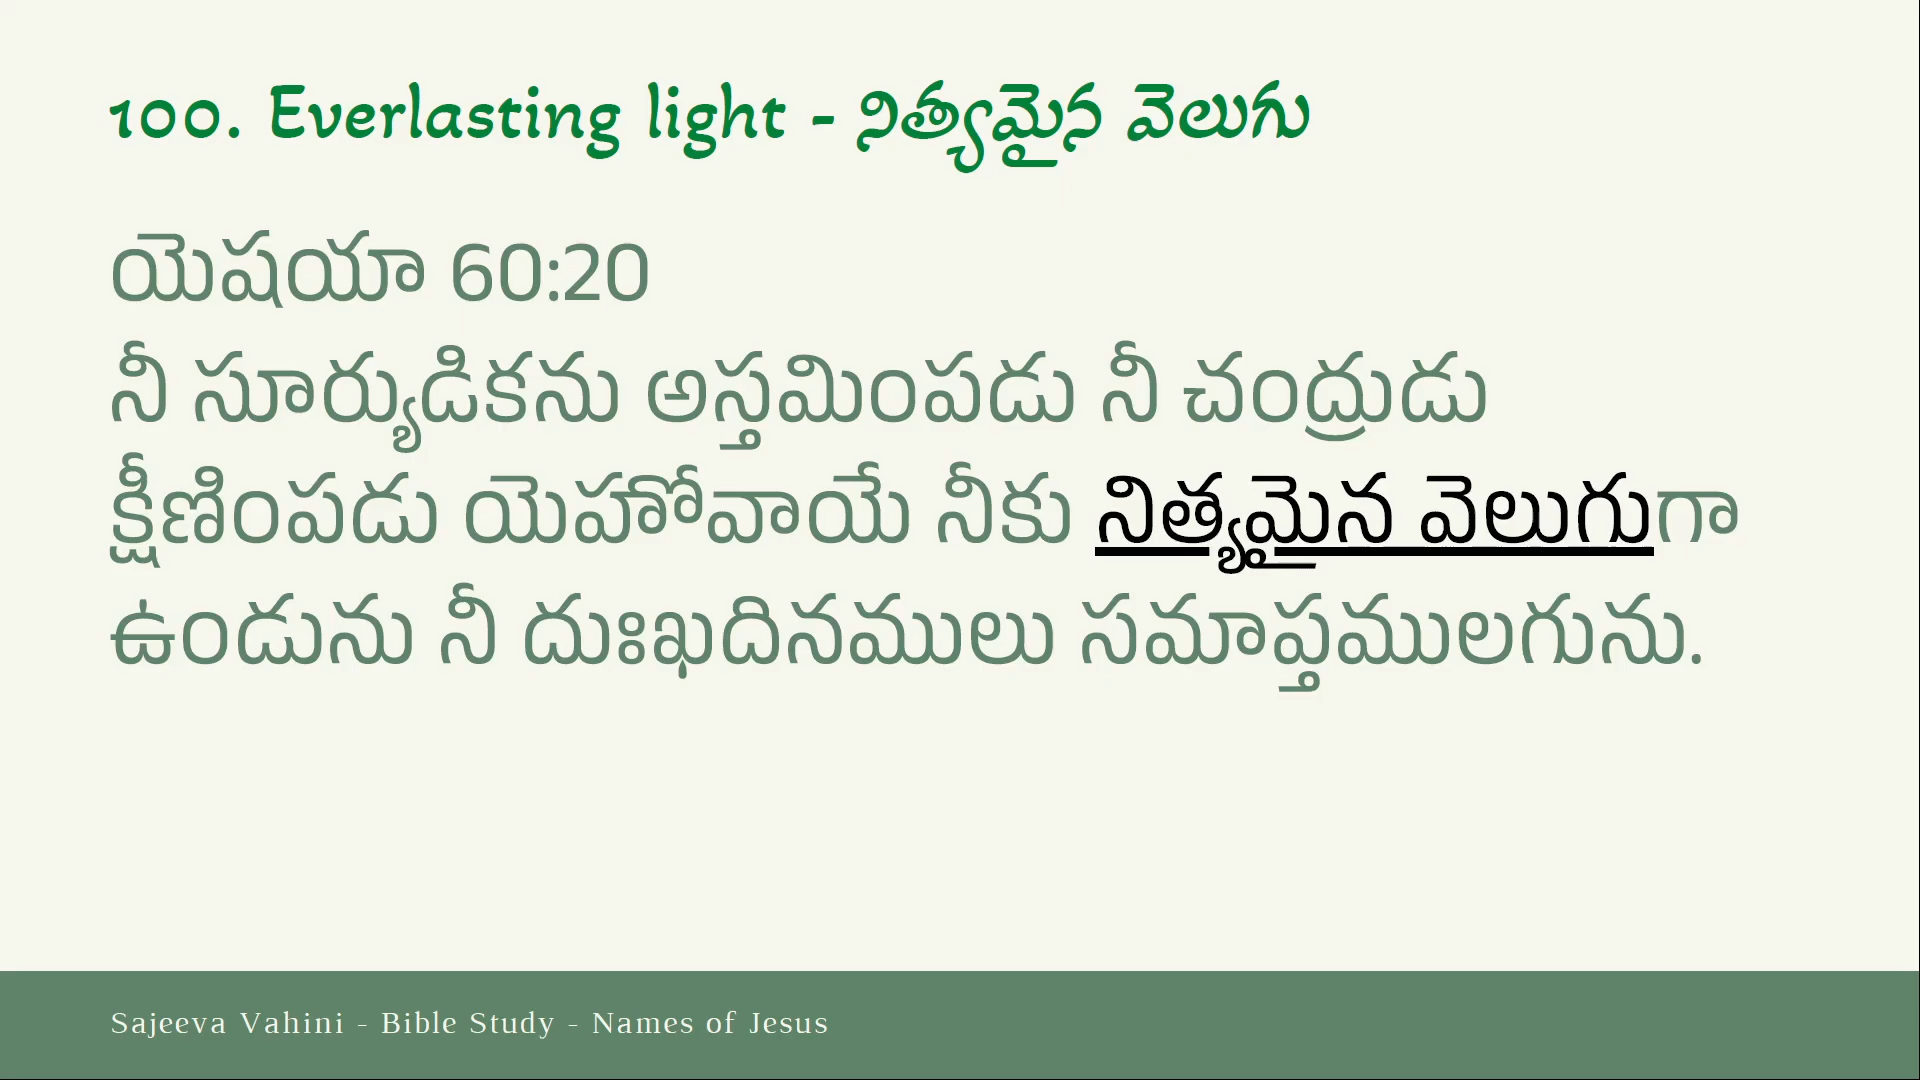 100. Everlasting light - నిత్యమైన వెలుగు
యెషయా 60:20
నీ సూర్యుడికను అస్తమింపడు నీ చంద్రుడు
క్షీణింపడు యెహోవాయే నీకు నిత్యమైన వెలుగుగా
ఉండును నీ దుఃఖదినములు సమాప్తములగును.
Sajeeva Vahini - Bible Study - Names of Jesus